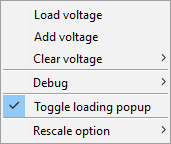 Load voltage
Add voltage
Clear voltage
Debug
Toggle loading popup
Rescale option